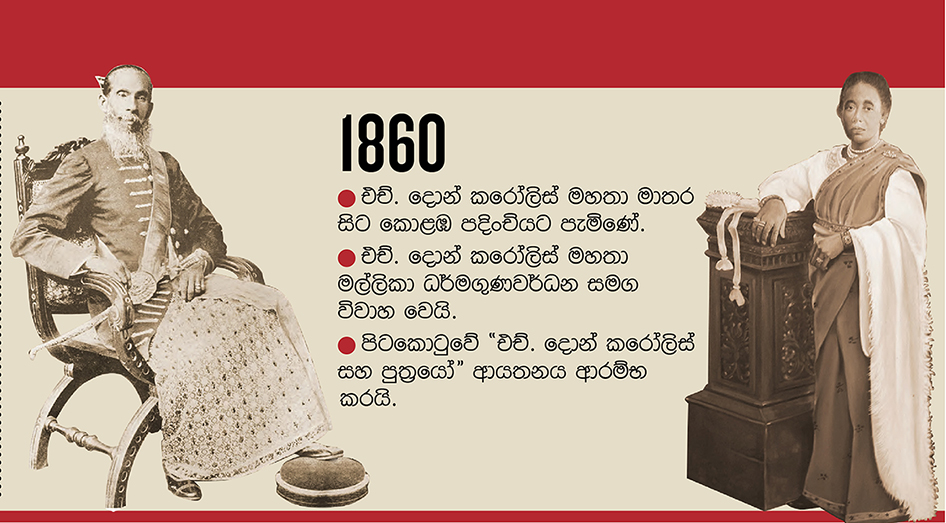 1860
එච්. දොන් කරෝලිස් මහතා මාතර
සිට කොළඹ පදිංචියට පැමිණේ.
එච්. දොන් කරෝලිස් මහතා
මල්ලිකා ධර්මගුණවර්ධන සමග
විවාහ වෙයි.
පිටකොටුවේ “එච්. දොන් කරෝලිස්
සහ පුත්‍රයෝ” ආයතනය ආරම්භ
කරයි.